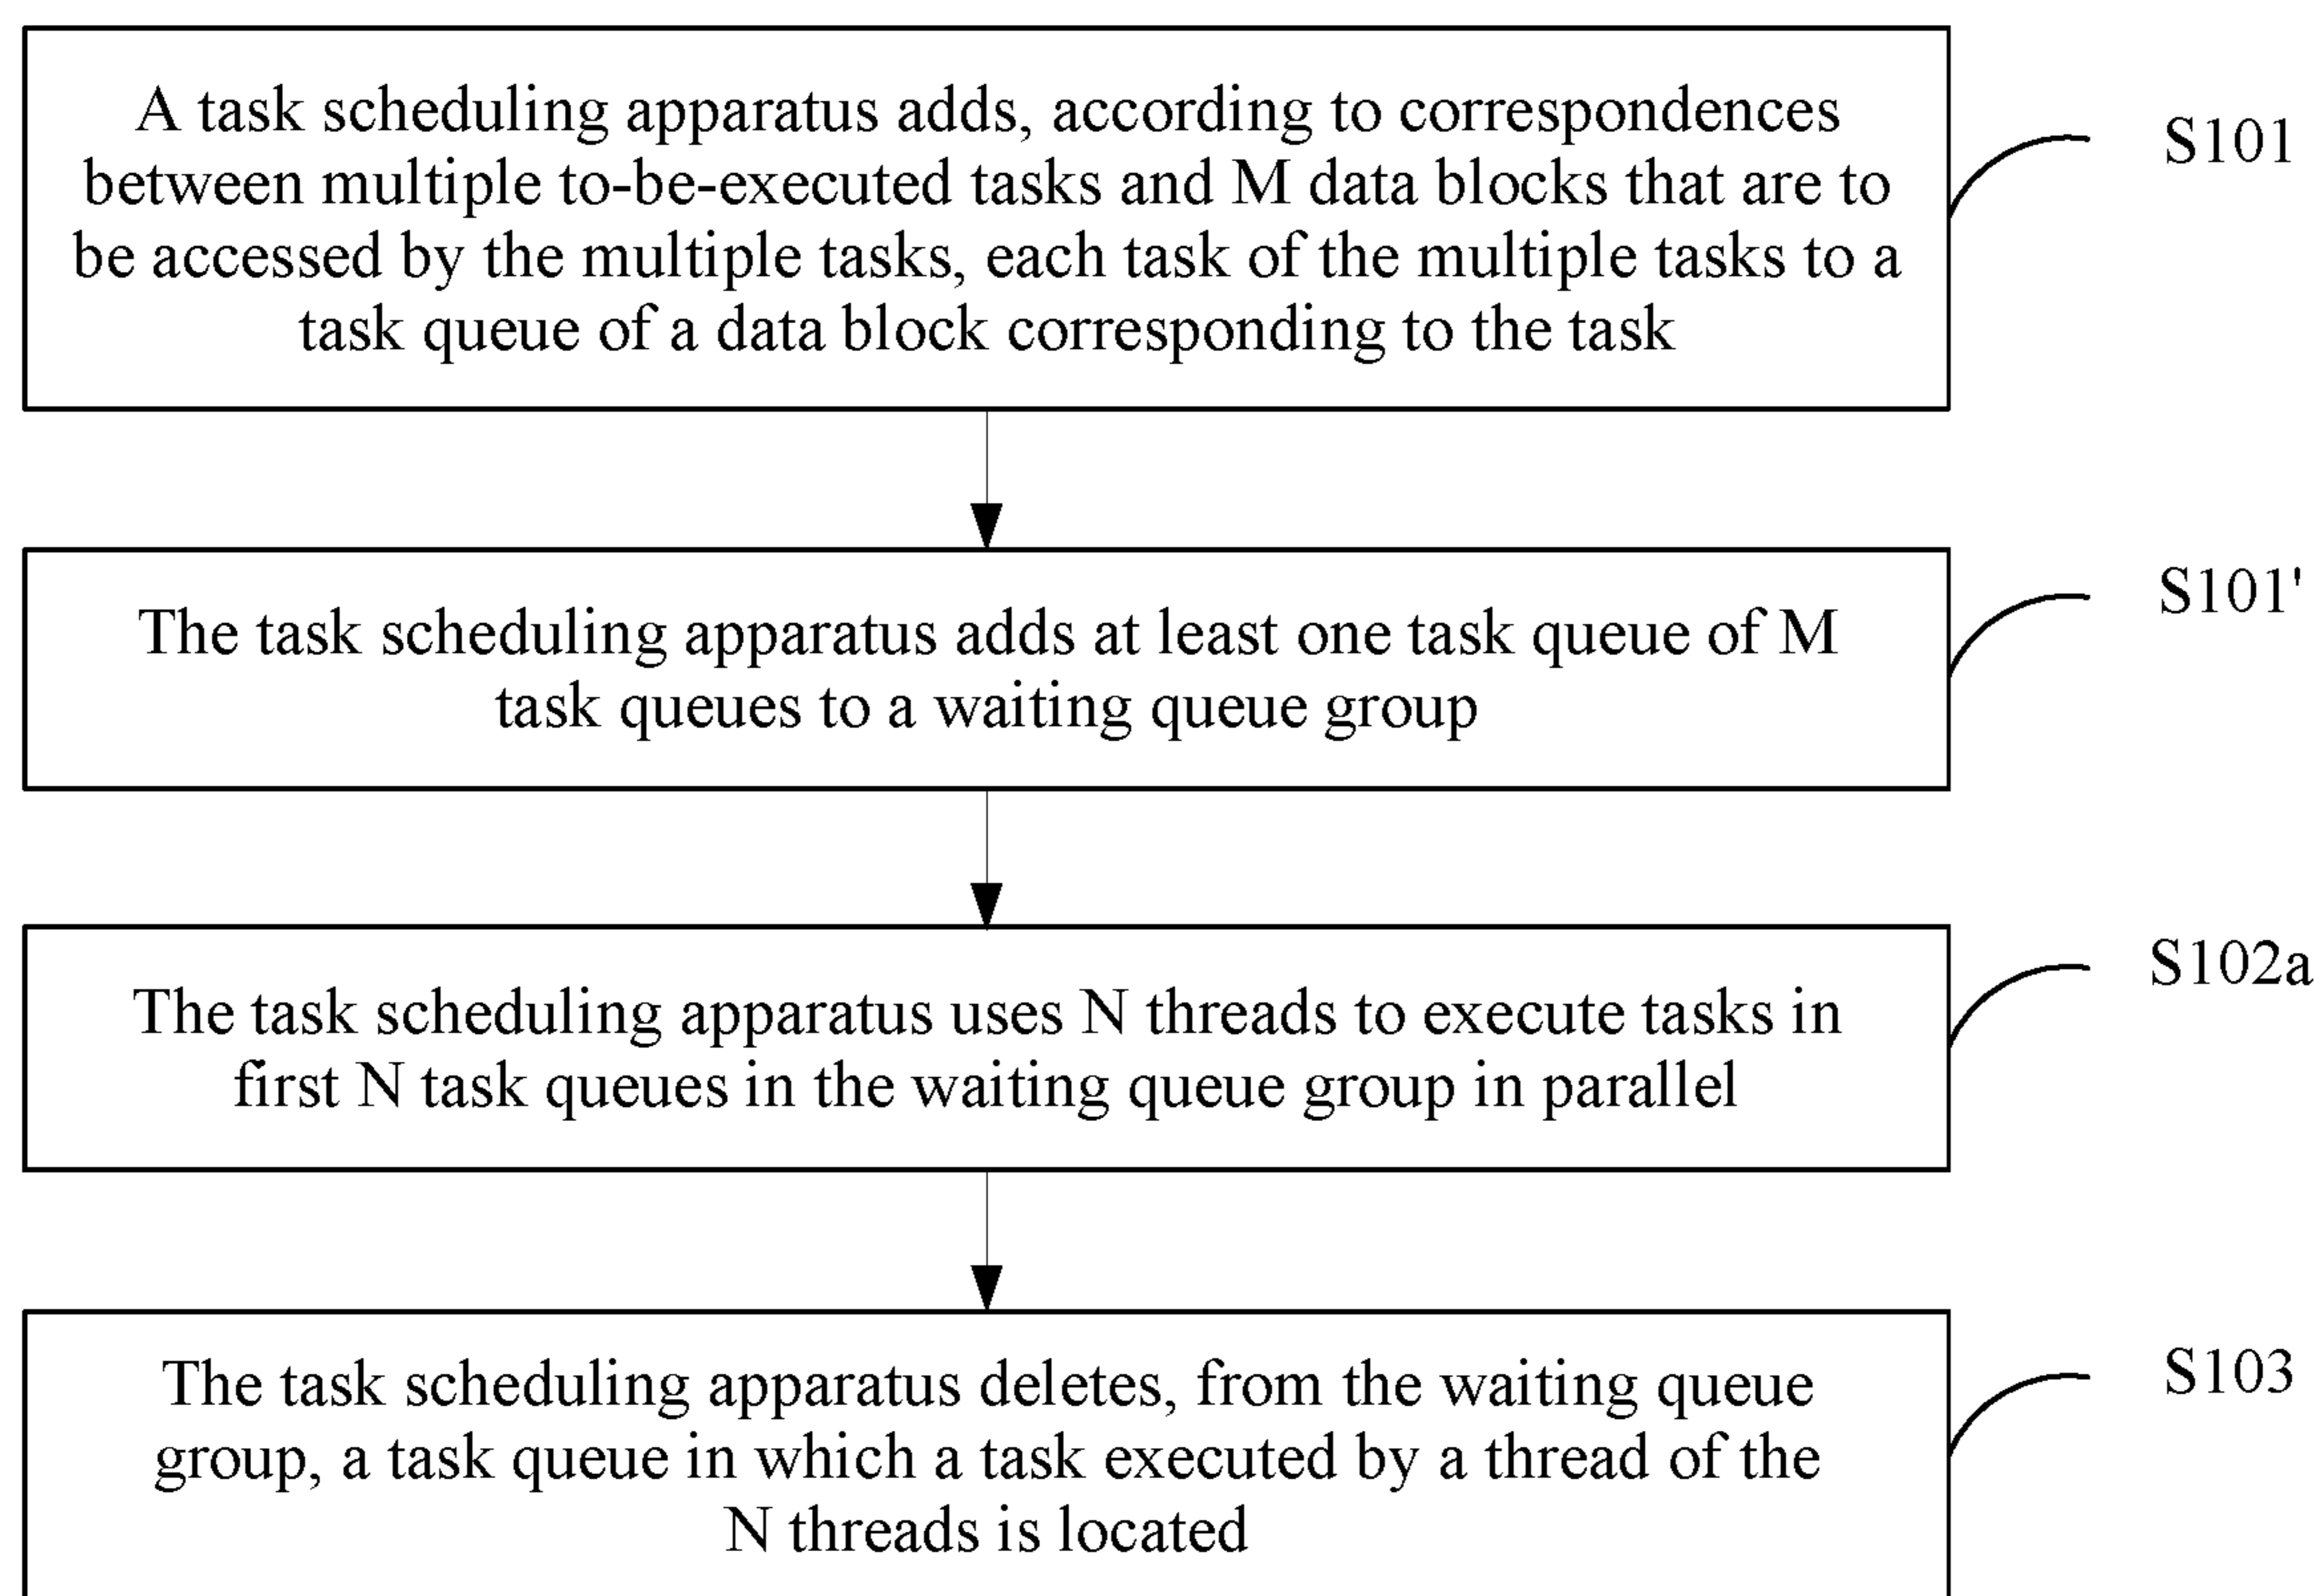 A task scheduling apparatus adds, according to correspondences
between multiple to-be-executed tasks and M data blocks that are to
be accessed by the multiple tasks, each task of the multiple tasks to a
task queue of a data block corresponding to the task
S101
The task scheduling apparatus adds at least one task queue of M
task queues to a waiting queue group
S101'
The task scheduling apparatus uses N threads to execute tasks in
first N task queues in the waiting queue group in parallel
S102a
The task scheduling apparatus deletes, from the waiting queue
group, a task queue in which a task executed by a thread of the
N threads is located
S103